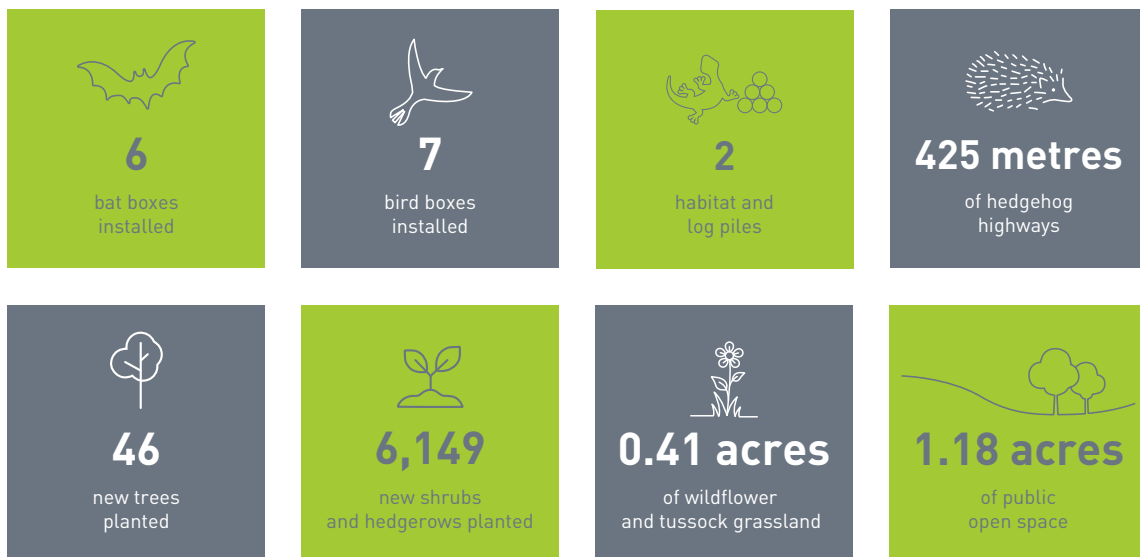 6
bat boxes
installed
7
bird boxes
installed
2
habitat and
log piles
425 metres
of hedgehog
highways
46
new trees
planted
6,149
new shrubs
and hedgerows planted
0.41 acres
of wildflower
and tussock grassland
1.18 acres
of public
open space